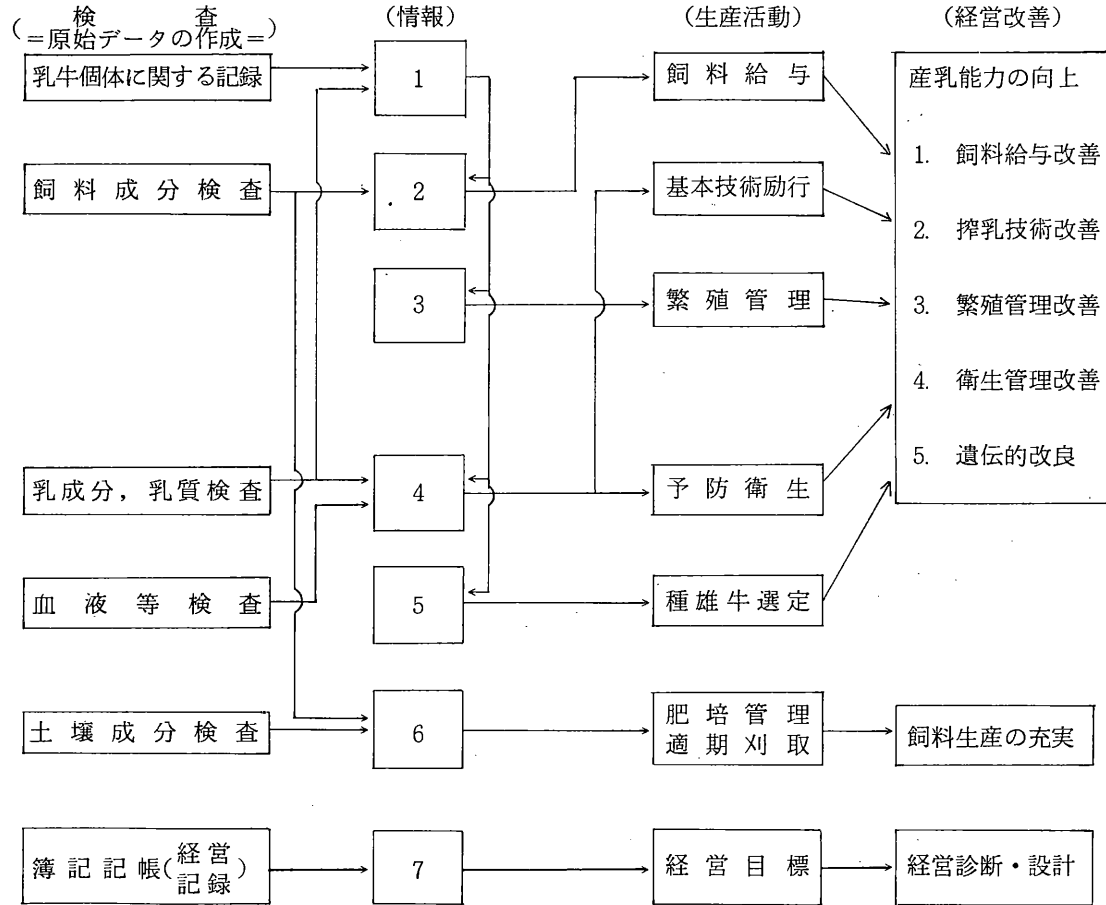 (検査=原始データの作成=)
(情報)
(生産活動)
(経営改善)
乳牛個体に関する記録
1
飼料給与
産乳能力の向上
1. 飼料給与改善
2. 搾乳技術改善
3. 繁殖管理改善
4. 衛生管理改善
5. 遺伝的改良
飼料成分検査
2
基本技術励行
3
繁殖管理
乳成分，乳質検査
4
予防衛生
血液等検査
5
種雄牛選定
土壌成分検査
6
肥培管理
適期刈取
飼料生産の充実
簿記記帳(経営記録)
7
経営目標
経営診断・設計